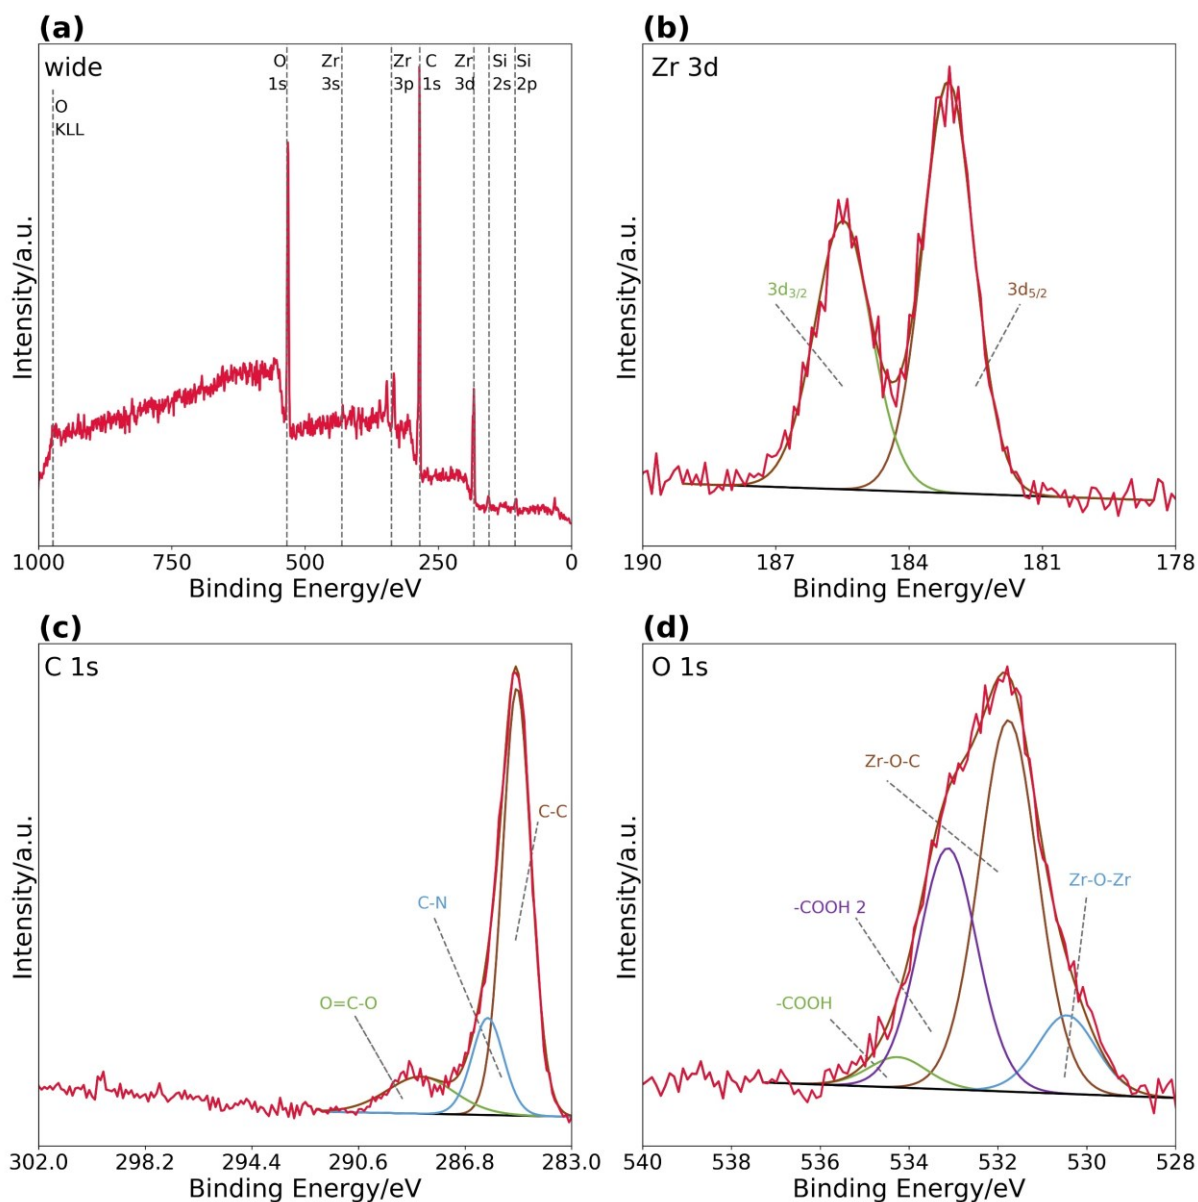 (a)
wide
O
KLL
O
1s
Zr
3s
Zr
3p
C
1s
Zr
3d
Si
2s
Si
2p
Intensity/a.u.
1000 750 500 250 0
Binding Energy/eV
(b)
Zr 3d
3d3/2
3d5/2
Intensity/a.u.
190 187 184 181 178
Binding Energy/eV
(c)
C 1s
C-C
C-N
O=C-O
Intensity/a.u.
302.0 298.2 294.4 290.6 286.8 283.0
Binding Energy/eV
(d)
O 1s
Zr-O-C
Zr-O-Zr
-COOH 2
-COOH
Intensity/a.u.
540 538 536 534 532 530 528
Binding Energy/eV